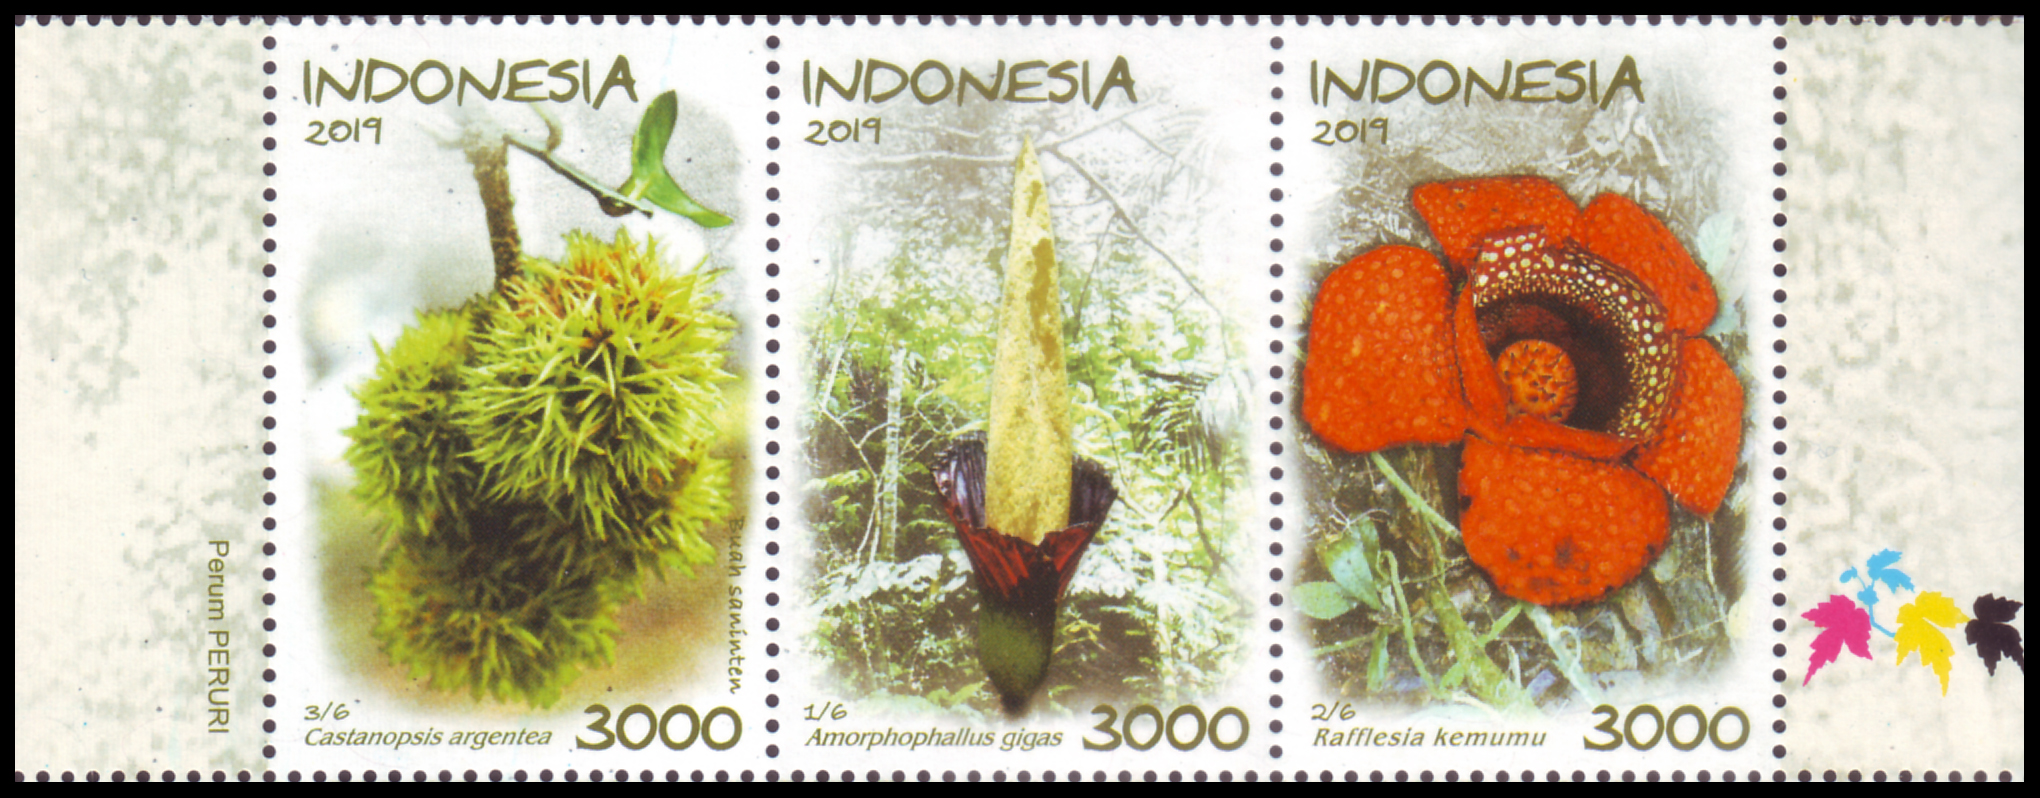 Perum PERURI
INDONESIA
2019
Buah saninten
3/6
Castanopsis argentea
3000
INDONESIA
2019
1/6
Amorphophallus gigas
3000
INDONESIA
2019
2/6
Rafflesia kemumu
3000